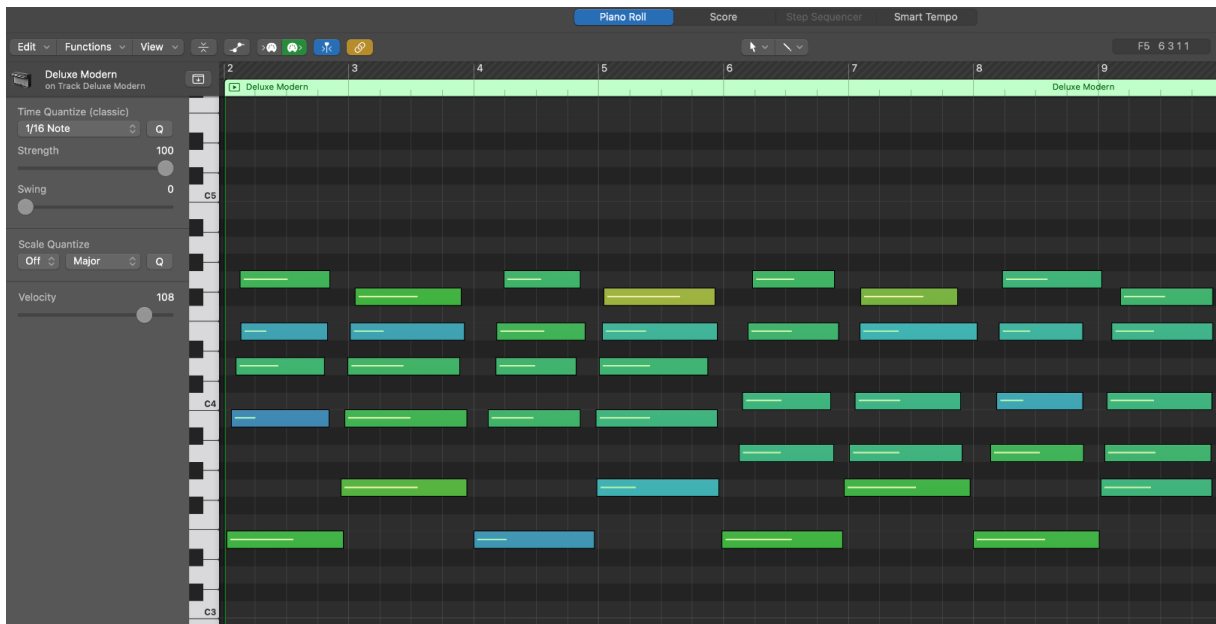 Piano Roll Score Step Sequencer Smart Tempo
Edit Functions View F5 6 3 1 1
Deluxe Modern
on Track Deluxe Modern
2 3 4 5 6 7 8 9
Deluxe Modern Deluxe Modern
Time Quantize (classic)
1/16 Note Q
Strength 100
Swing 0
C5
Scale Quantize
Off Major Q
Velocity 108
C4
C3